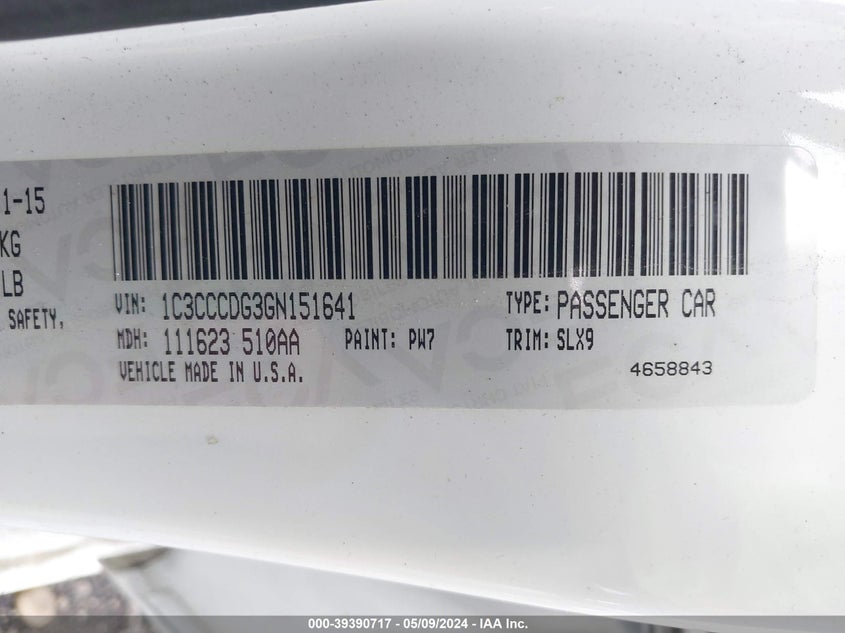 1-15
KG
LB
SAFETY,
VIN: 1C3CCCDG3GN151641 TYPE: PASSENGER CAR
MDH: 111623 510AA PAINT: PW7 TRIM: SLX9
VEHICLE MADE IN U.S.A. 4658843
000-39390717 - 05/09/2024 - IAA Inc.